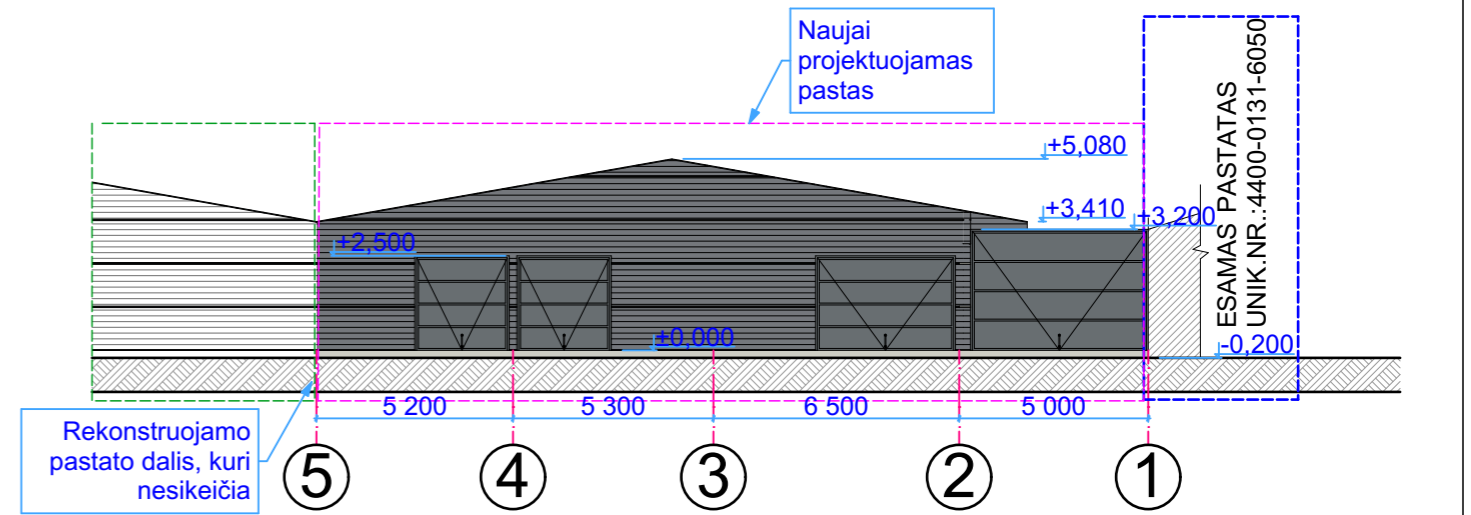 Naujai
projektuojamas
pastas
ESAMAS PASTATAS
UNIK.NR.:4400-0131-6050
+5,080
+3,410
+3,200
+2,500
±0,000
-0,200
5 200
5 300
6 500
5 000
Rekonstruojamo
pastato dalis, kuri
nesikeičia
5
4
3
2
1